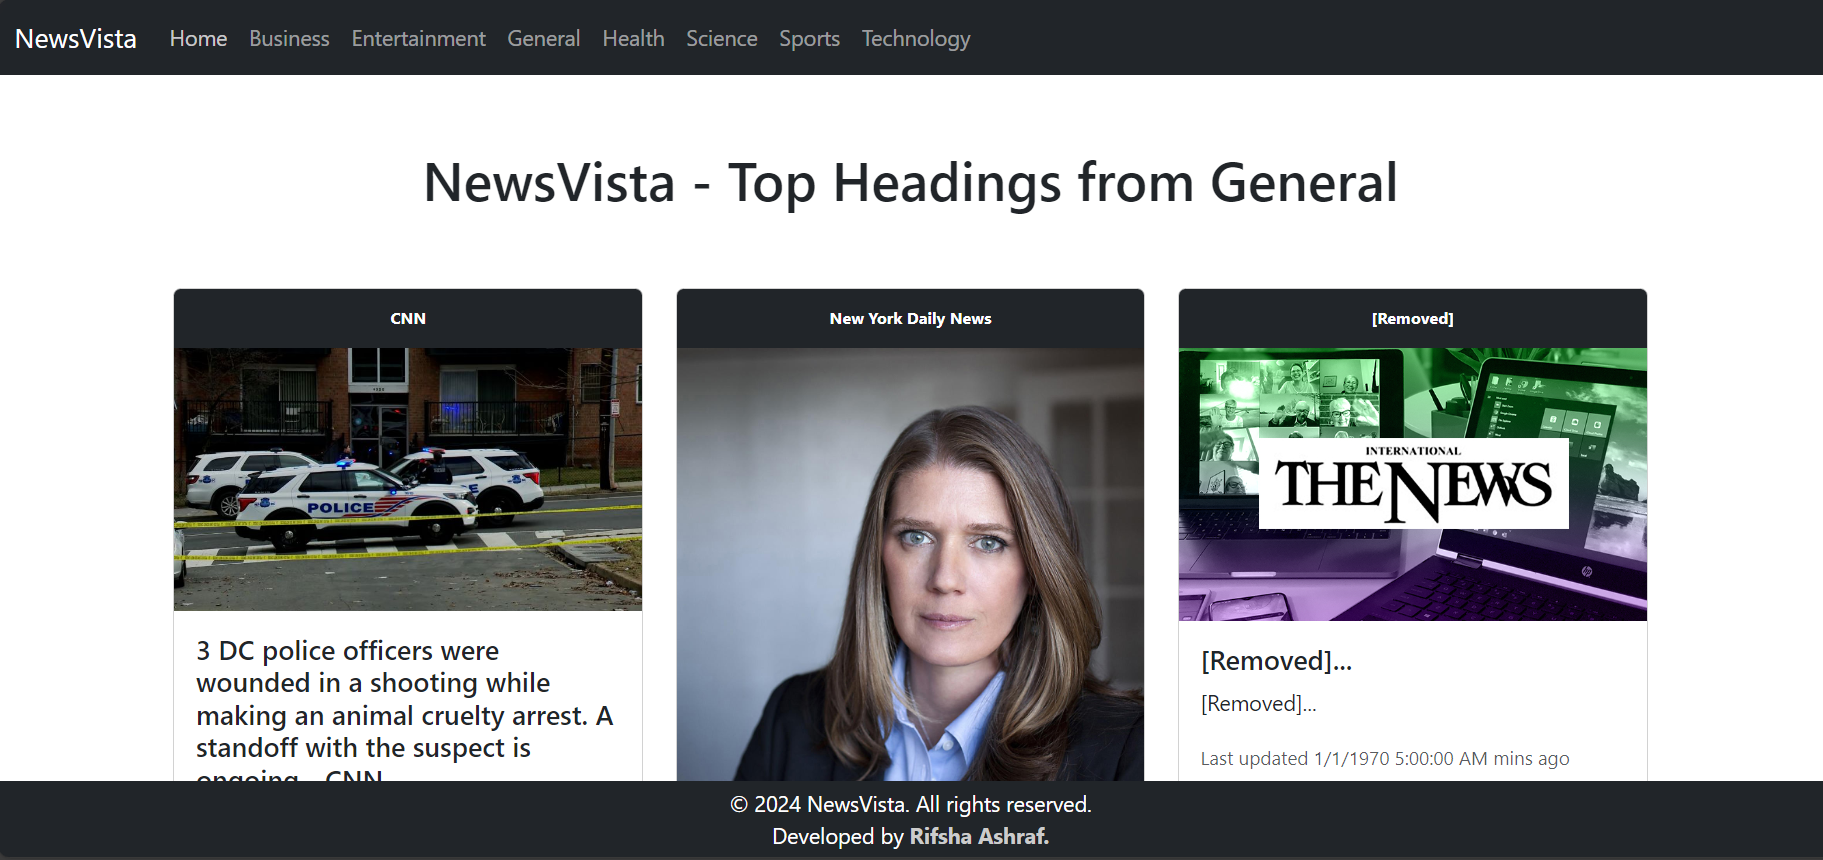 NewsVista Home Business Entertainment General Health Science Sports Technology
NewsVista - Top Headings from General
CNN
POLICE
3 DC police officers were
wounded in a shooting while
making an animal cruelty arrest. A
standoff with the suspect is
ongoing - CNN
New York Daily News
[Removed]
INTERNATIONAL
THE NEWS
hp
[Removed]...
[Removed]...
Last updated 1/1/1970 5:00:00 AM mins ago
© 2024 NewsVista. All rights reserved.
Developed by Rifsha Ashraf.